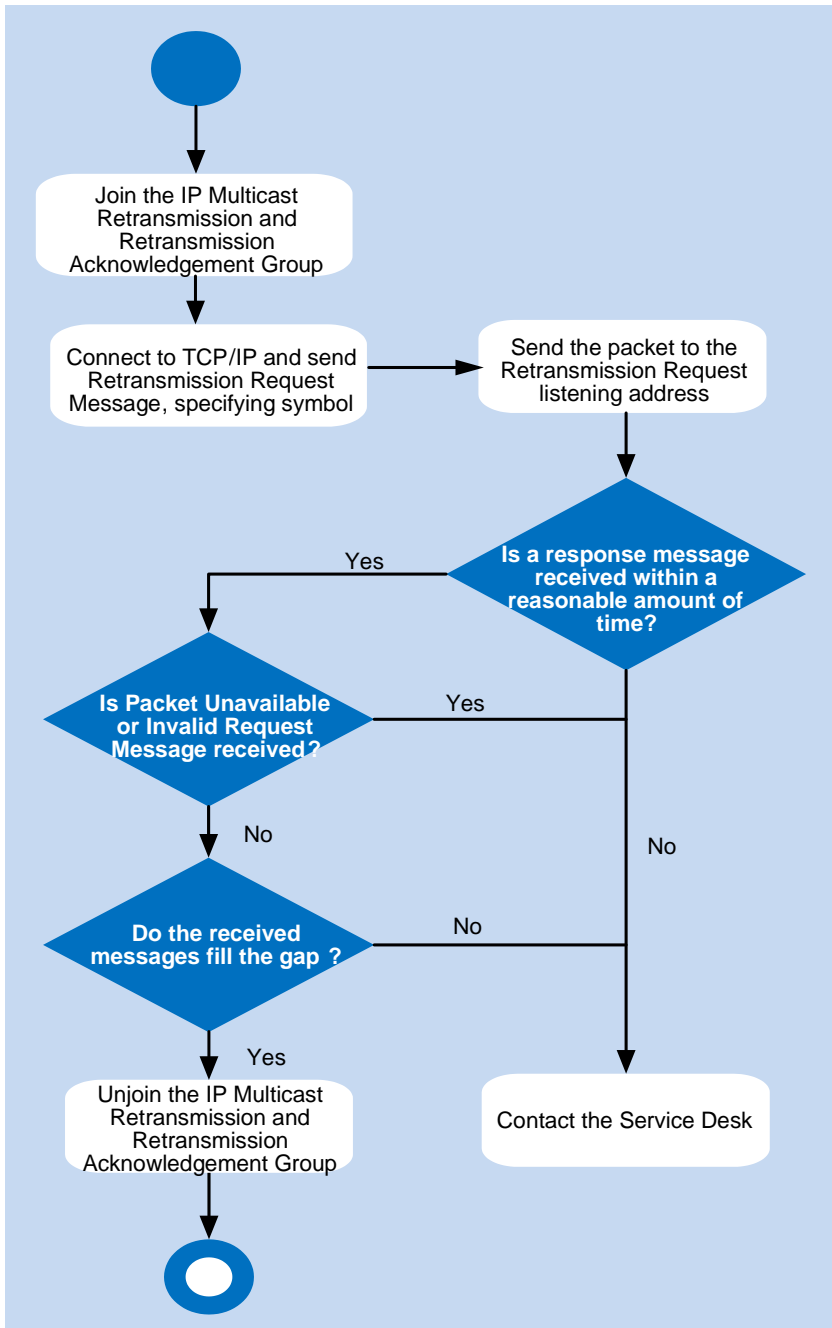 Join the IP Multicast
Retransmission and
Retransmission
Acknowledgement Group
Connect to TCP/IP and send
Retransmission Request
Message, specifying symbol
Send the packet to the
Retransmission Request
listening address
Is a response message
received within a
reasonable amount of
time?
Yes
Is Packet Unavailable
or Invalid Request
Message received?
Yes
No
No
Do the received
messages fill the gap ?
No
Yes
Unjoin the IP Multicast
Retransmission and
Retransmission
Acknowledgement Group
Contact the Service Desk